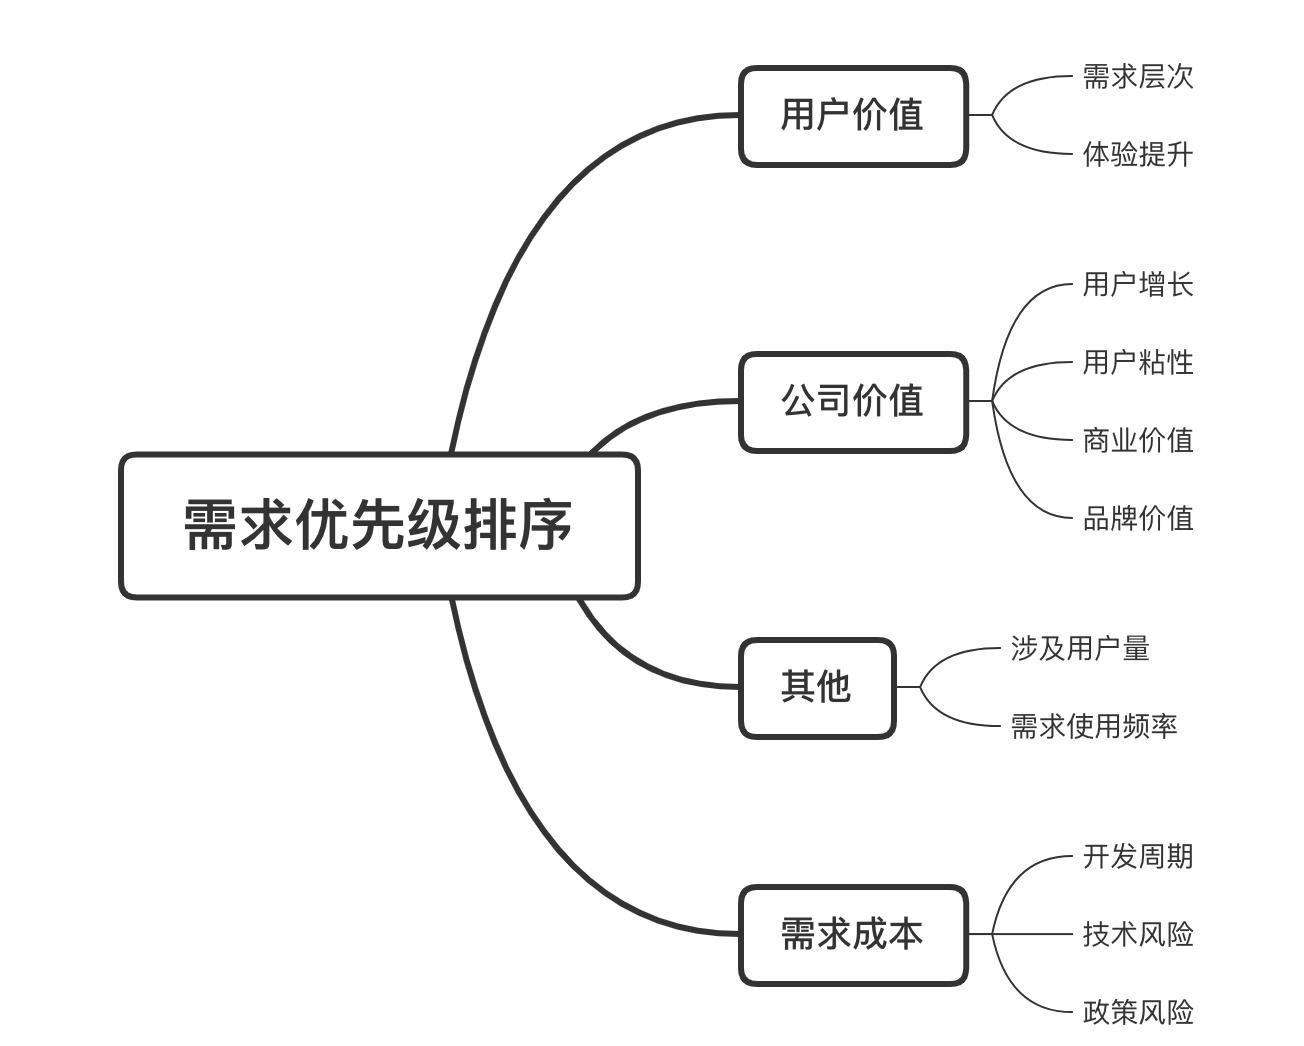 需求优先级排序
用户价值
需求层次
体验提升
公司价值
用户增长
用户粘性
商业价值
品牌价值
其他
涉及用户量
需求使用频率
需求成本
开发周期
技术风险
政策风险